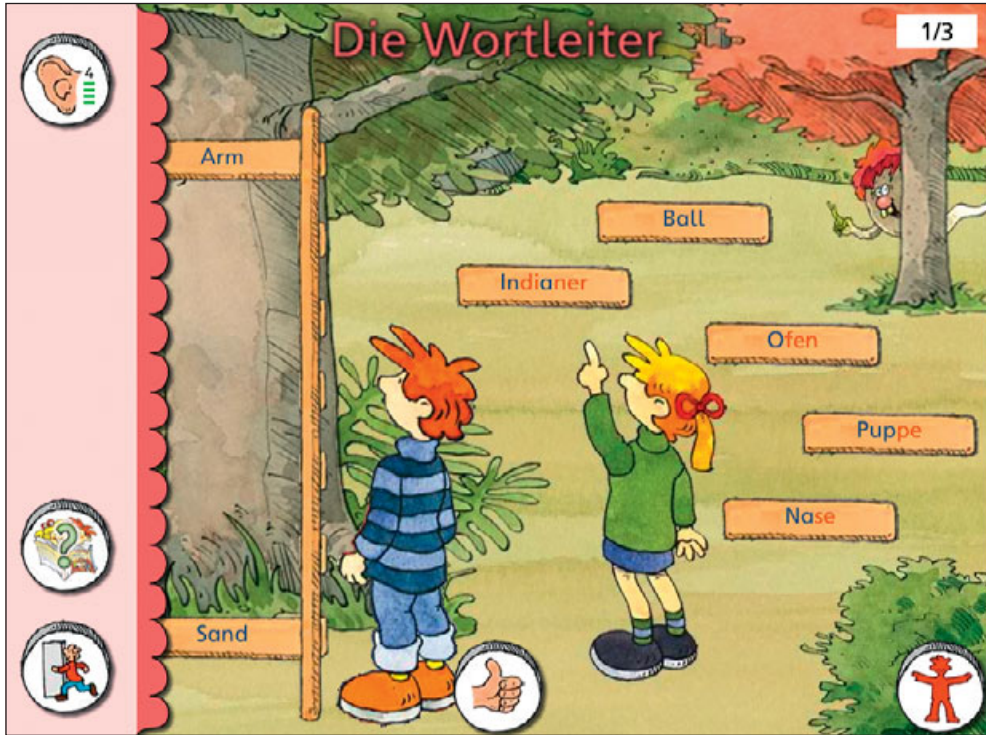 Die Wortleiter
1/3
4
Arm
Ball
Indianer
Ofen
Puppe
Nase
Sand